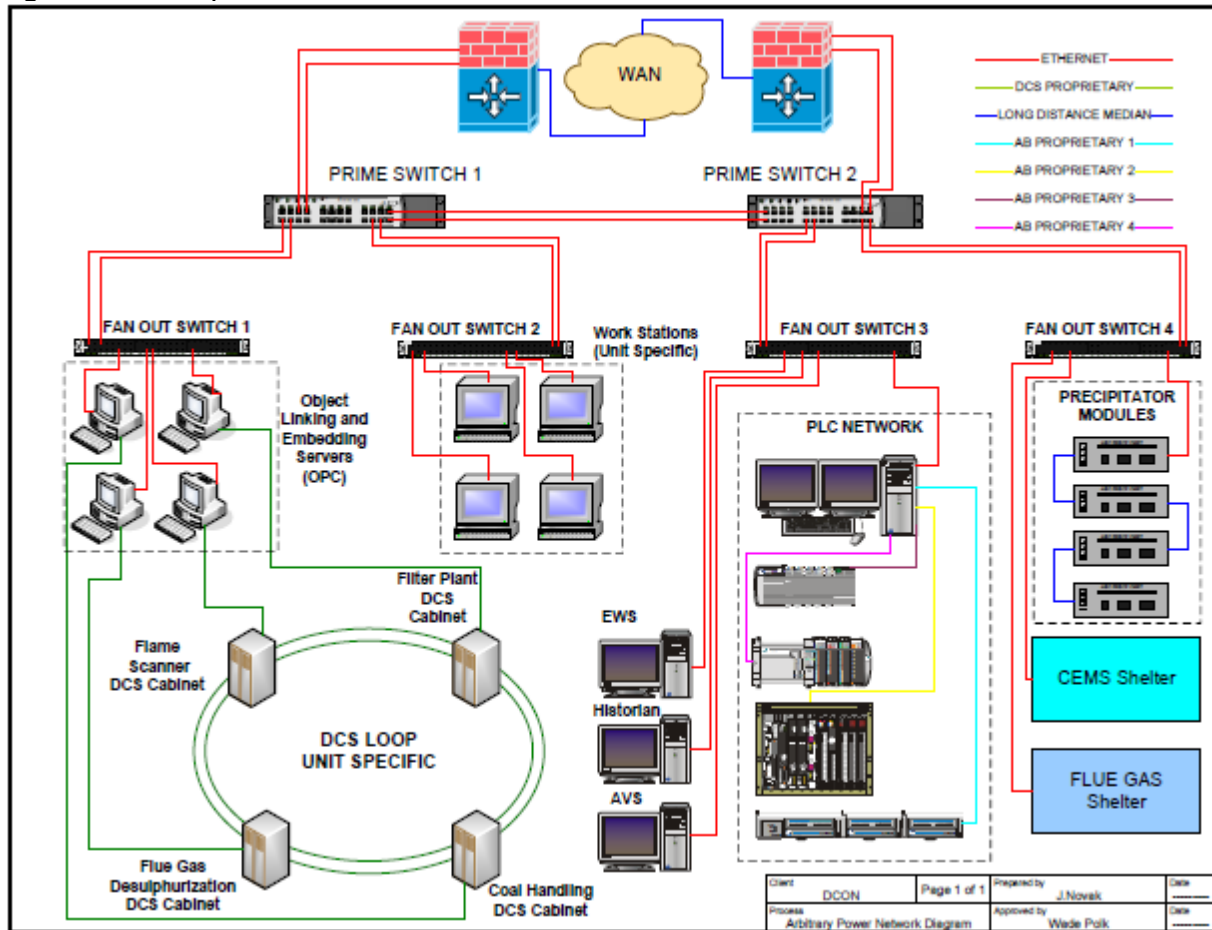 WAN
ETHERNET
DCS PROPRIETARY
LONG DISTANCE MEDIAN
AB PROPRIETARY 1
AB PROPRIETARY 2
AB PROPRIETARY 3
AB PROPRIETARY 4
PRIME SWITCH 1
PRIME SWITCH 2
FAN OUT SWITCH 1
FAN OUT SWITCH 2
Work Stations
(Unit Specific)
FAN OUT SWITCH 3
FAN OUT SWITCH 4
Object
Linking and
Embedding
Servers
(OPC)
PLC NETWORK
PRECIPITATOR
MODULES
Filter Plant
DCS
Cabinet
Flame
Scanner
DCS Cabinet
EWS
CEMS Shelter
DCS LOOP
UNIT SPECIFIC
Historian
FLUE GAS
Shelter
AVS
Flue Gas
Desulphurization
DCS Cabinet
Coal Handling
DCS Cabinet
Client
DCON
Page 1 of 1
Prepared by
J.Novak
Date
Process
Arbitrary Power Network Diagram
Approved by
Wade Polk
Date